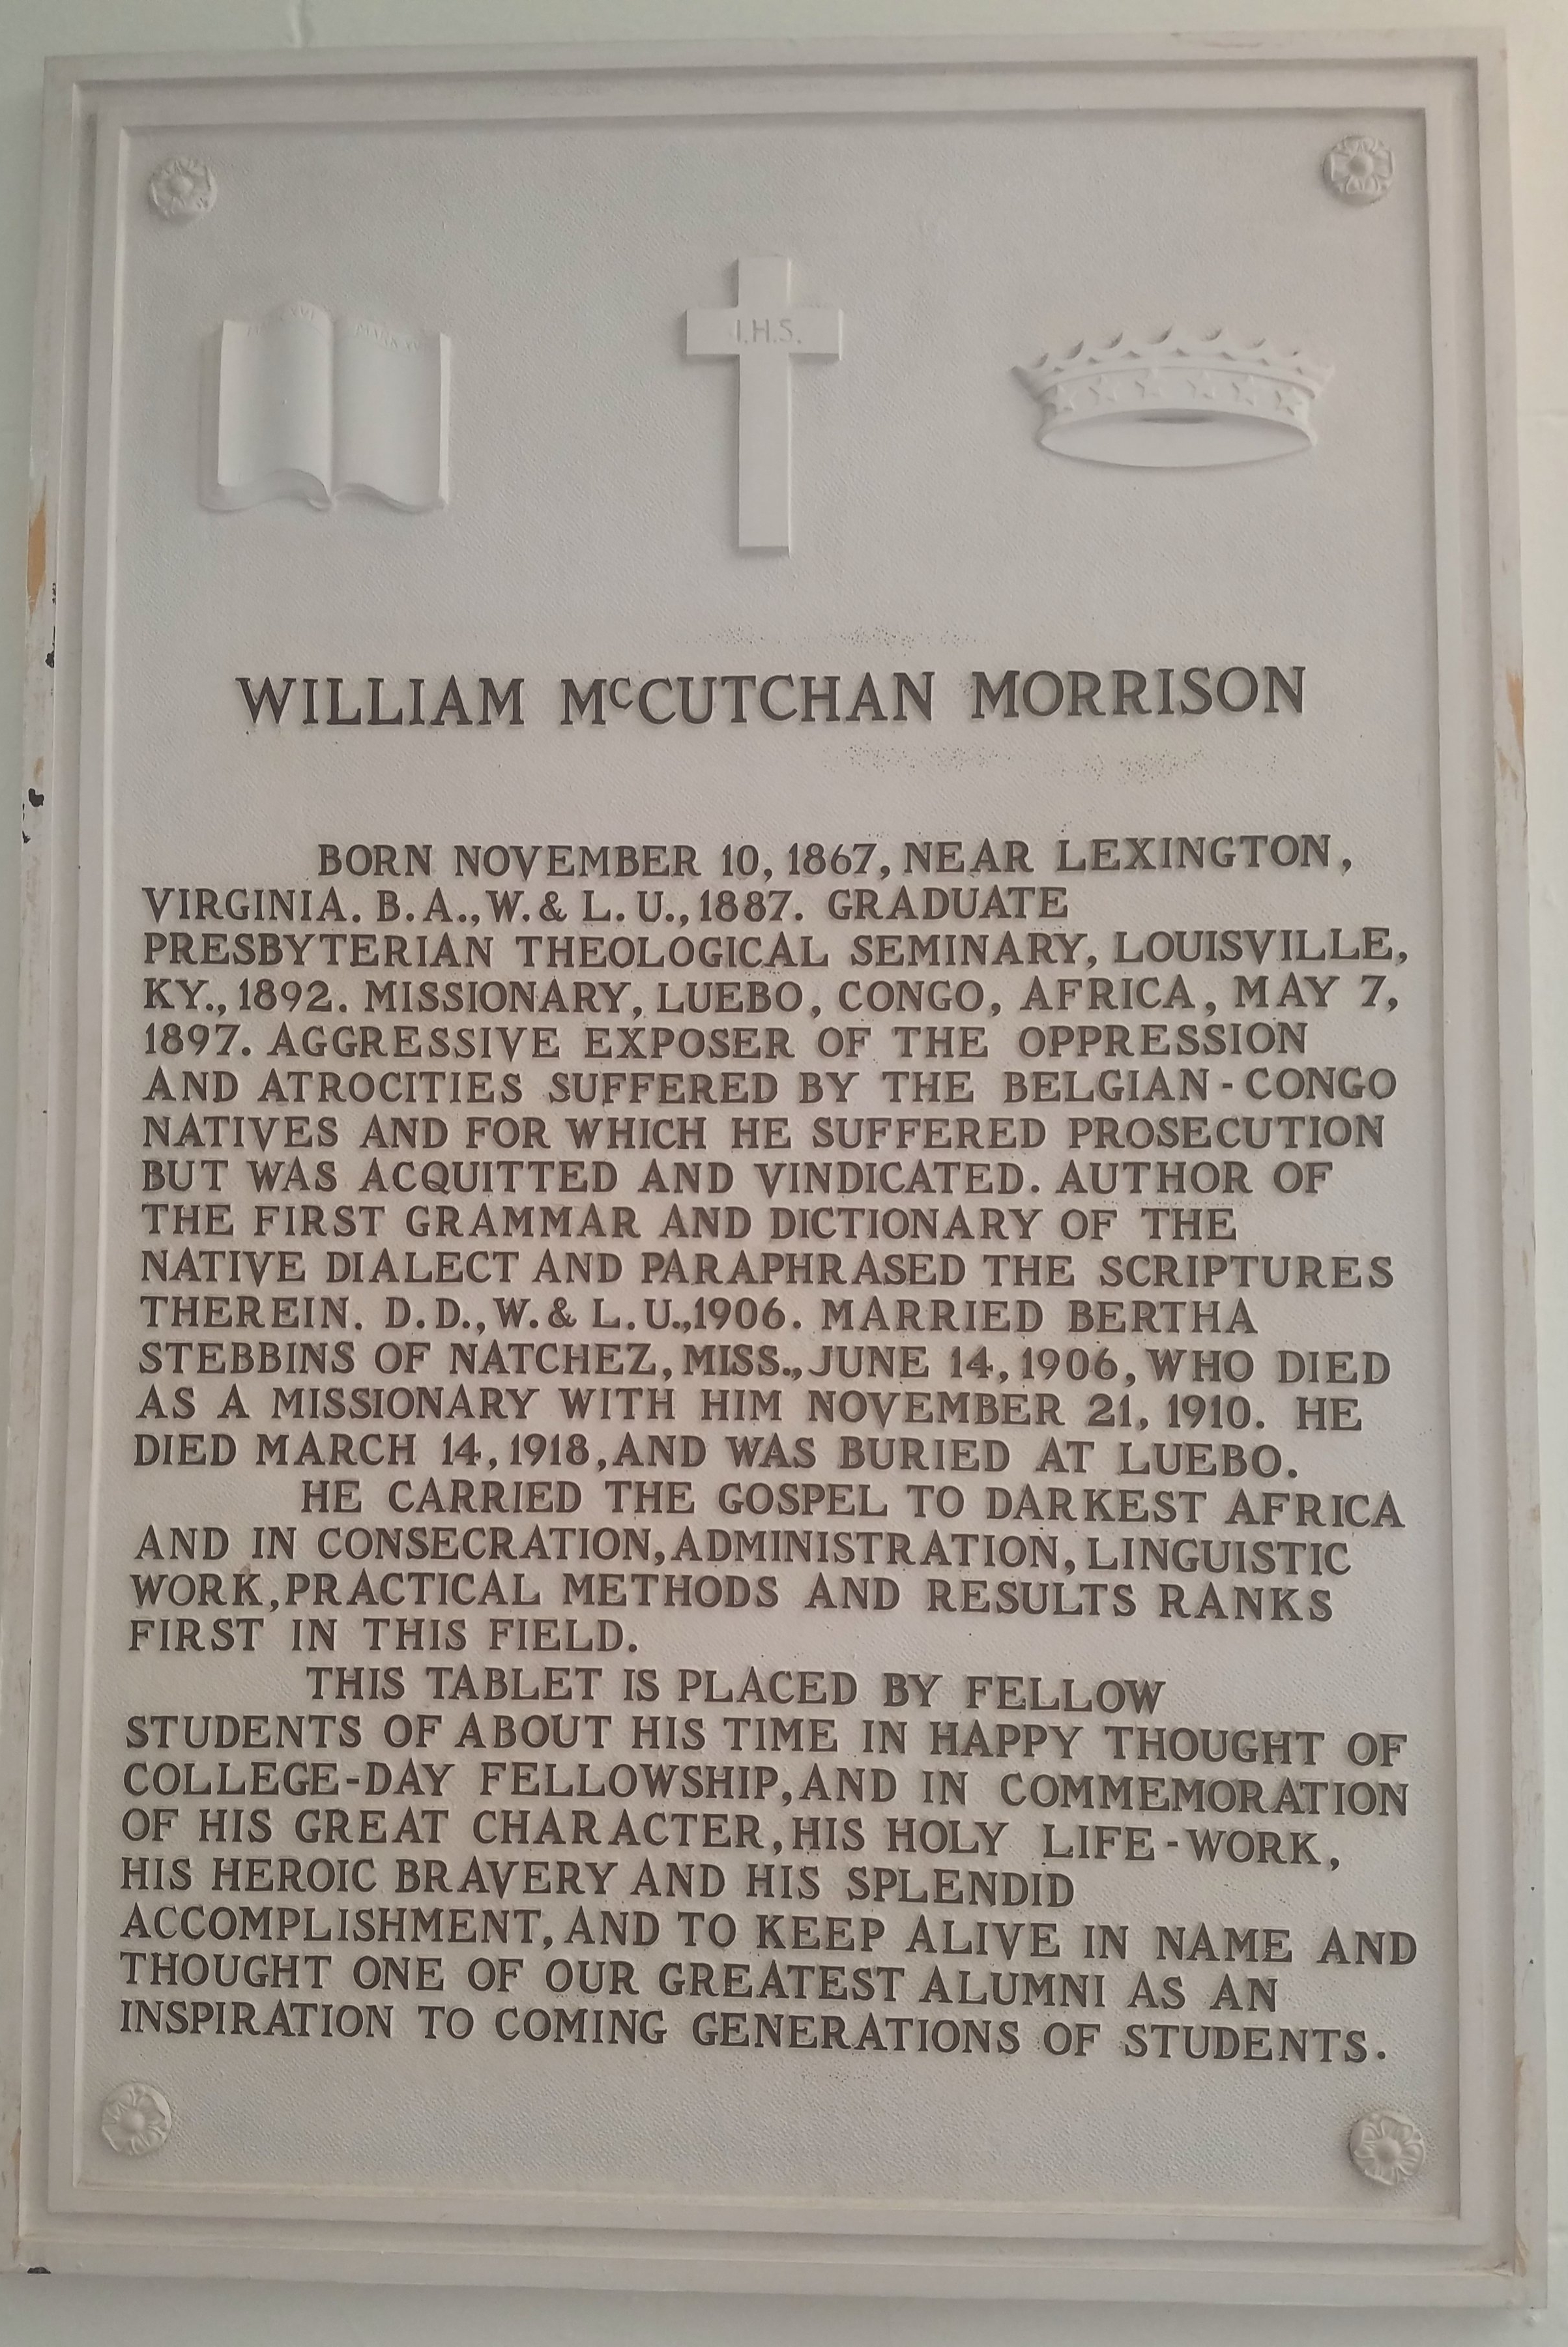 XVI MARK XV
I.H.S.
WILLIAM McCUTCHAN MORRISON
BORN NOVEMBER 10, 1867, NEAR LEXINGTON,
VIRGINIA. B.A., W. & L. U., 1887. GRADUATE
PRESBYTERIAN THEOLOGICAL SEMINARY, LOUISVILLE,
KY., 1892. MISSIONARY, LUEBO, CONGO, AFRICA, MAY 7,
1897. AGGRESSIVE EXPOSER OF THE OPPRESSION
AND ATROCITIES SUFFERED BY THE BELGIAN-CONGO
NATIVES AND FOR WHICH HE SUFFERED PROSECUTION
BUT WAS ACQUITTED AND VINDICATED. AUTHOR OF
THE FIRST GRAMMAR AND DICTIONARY OF THE
NATIVE DIALECT AND PARAPHRASED THE SCRIPTURES
THEREIN. D.D., W. & L. U., 1906. MARRIED BERTHA
STEBBINS OF NATCHEZ, MISS., JUNE 14, 1906, WHO DIED
AS A MISSIONARY WITH HIM NOVEMBER 21, 1910. HE
DIED MARCH 14, 1918, AND WAS BURIED AT LUEBO.
HE CARRIED THE GOSPEL TO DARKEST AFRICA
AND IN CONSECRATION, ADMINISTRATION, LINGUISTIC
WORK, PRACTICAL METHODS AND RESULTS RANKS
FIRST IN THIS FIELD.
THIS TABLET IS PLACED BY FELLOW
STUDENTS OF ABOUT HIS TIME IN HAPPY THOUGHT OF
COLLEGE-DAY FELLOWSHIP, AND IN COMMEMORATION
OF HIS GREAT CHARACTER, HIS HOLY LIFE-WORK,
HIS HEROIC BRAVERY AND HIS SPLENDID
ACCOMPLISHMENT, AND TO KEEP ALIVE IN NAME AND
THOUGHT ONE OF OUR GREATEST ALUMNI AS AN
INSPIRATION TO COMING GENERATIONS OF STUDENTS.